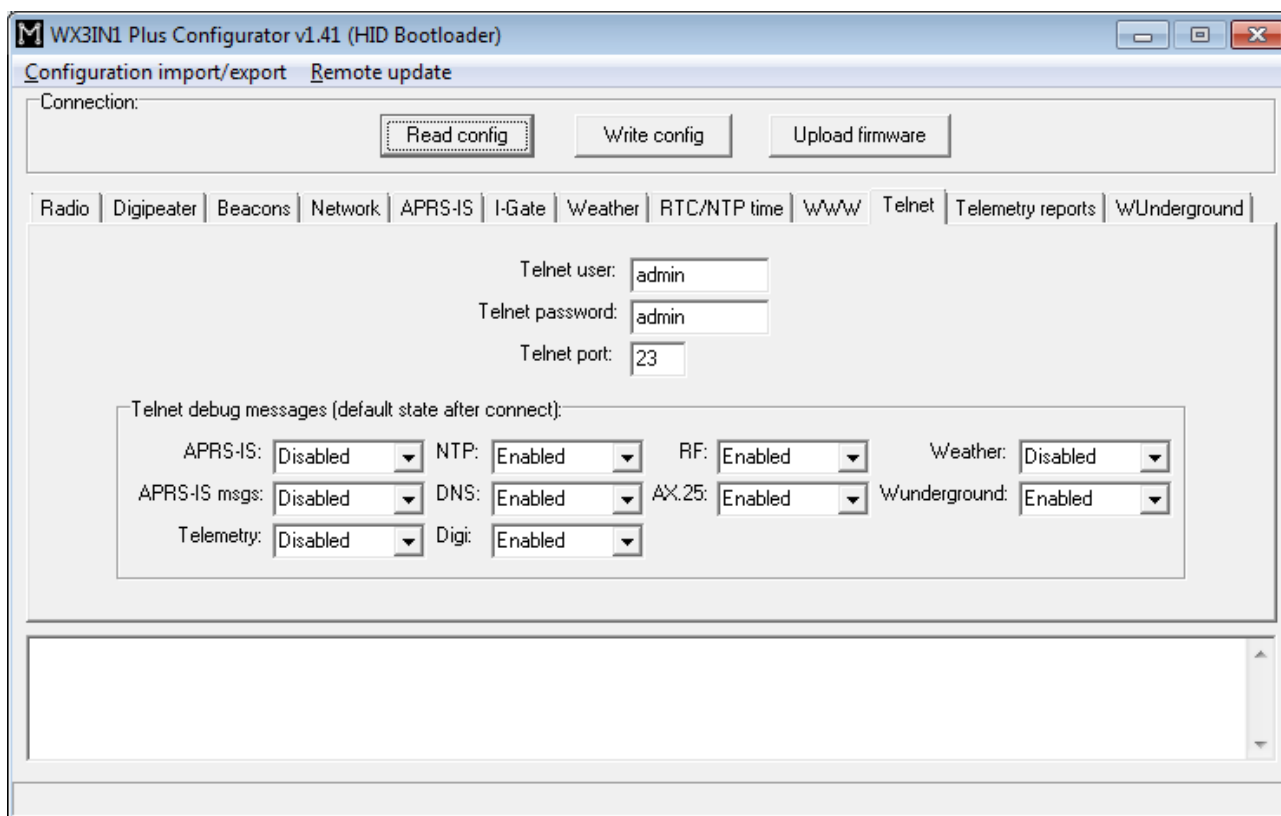 WX3IN1 Plus Configurator v1.41 (HID Bootloader)
Configuration import/export Remote update
Connection:
Read config Write config Upload firmware
Radio Digipeater Beacons Network APRS-IS I-Gate Weather RTC/NTP time WWW Telnet Telemetry reports WUnderground
Telnet user: admin
Telnet password: admin
Telnet port: 23
Telnet debug messages (default state after connect):
APRS-IS: Disabled NTP: Enabled RF: Enabled Weather: Disabled
APRS-IS msgs: Disabled DNS: Enabled AX.25: Enabled Wunderground: Enabled
Telemetry: Disabled Digi: Enabled